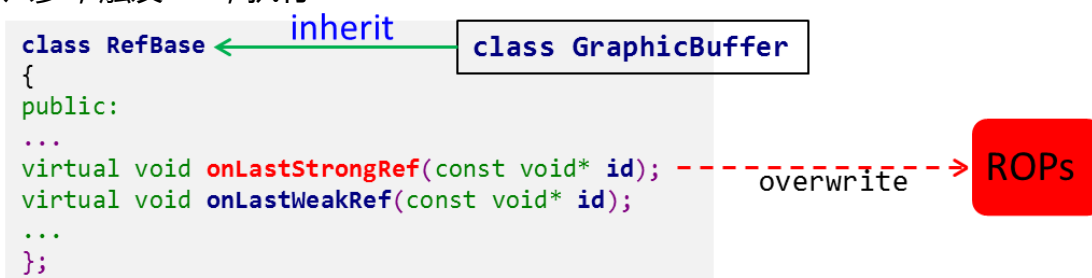 inherit
class RefBase
class GraphicBuffer
{
public:
...
virtual void onLastStrongRef(const void* id);
overwrite
ROPs
virtual void onLastWeakRef(const void* id);
...
};